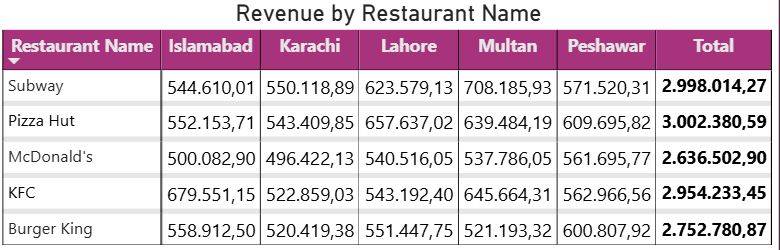 Revenue by Restaurant Name
Restaurant Name Islamabad Karachi Lahore Multan Peshawar Total
Subway 544.610,01 550.118,89 623.579,13 708.185,93 571.520,31 2.998.014,27
Pizza Hut 552.153,71 543.409,85 657.637,02 639.484,19 609.695,82 3.002.380,59
McDonald's 500.082,90 496.422,13 540.516,05 537.786,05 561.695,77 2.636.502,90
KFC 679.551,15 522.859,03 543.192,40 645.664,31 562.966,56 2.954.233,45
Burger King 558.912,50 520.419,38 551.447,75 521.193,32 600.807,92 2.752.780,87